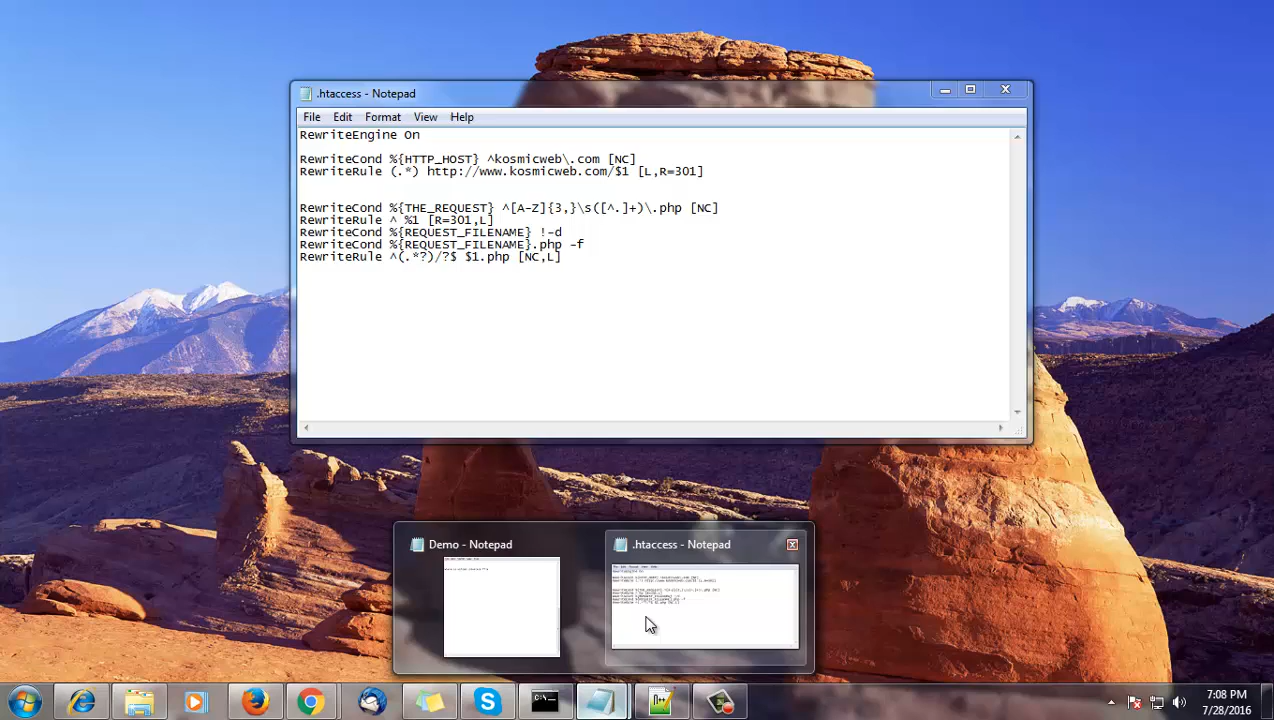 .htaccess - Notepad
File Edit Format View Help
RewriteEngine On
RewriteCond %{HTTP_HOST} ^kosmicweb\.com [NC]
RewriteRule (.*) http://www.kosmicweb.com/$1 [L,R=301]
RewriteCond %{THE_REQUEST} ^[A-Z]{3,}\s([^.]+)\.php [NC]
RewriteRule ^ %1 [R=301,L]
RewriteCond %{REQUEST_FILENAME} !-d
RewriteCond %{REQUEST_FILENAME}.php -f
RewriteRule ^(.*?)/?$ $1.php [NC,L]
Demo - Notepad
.htaccess - Notepad
C:\_
7:08 PM
7/28/2016